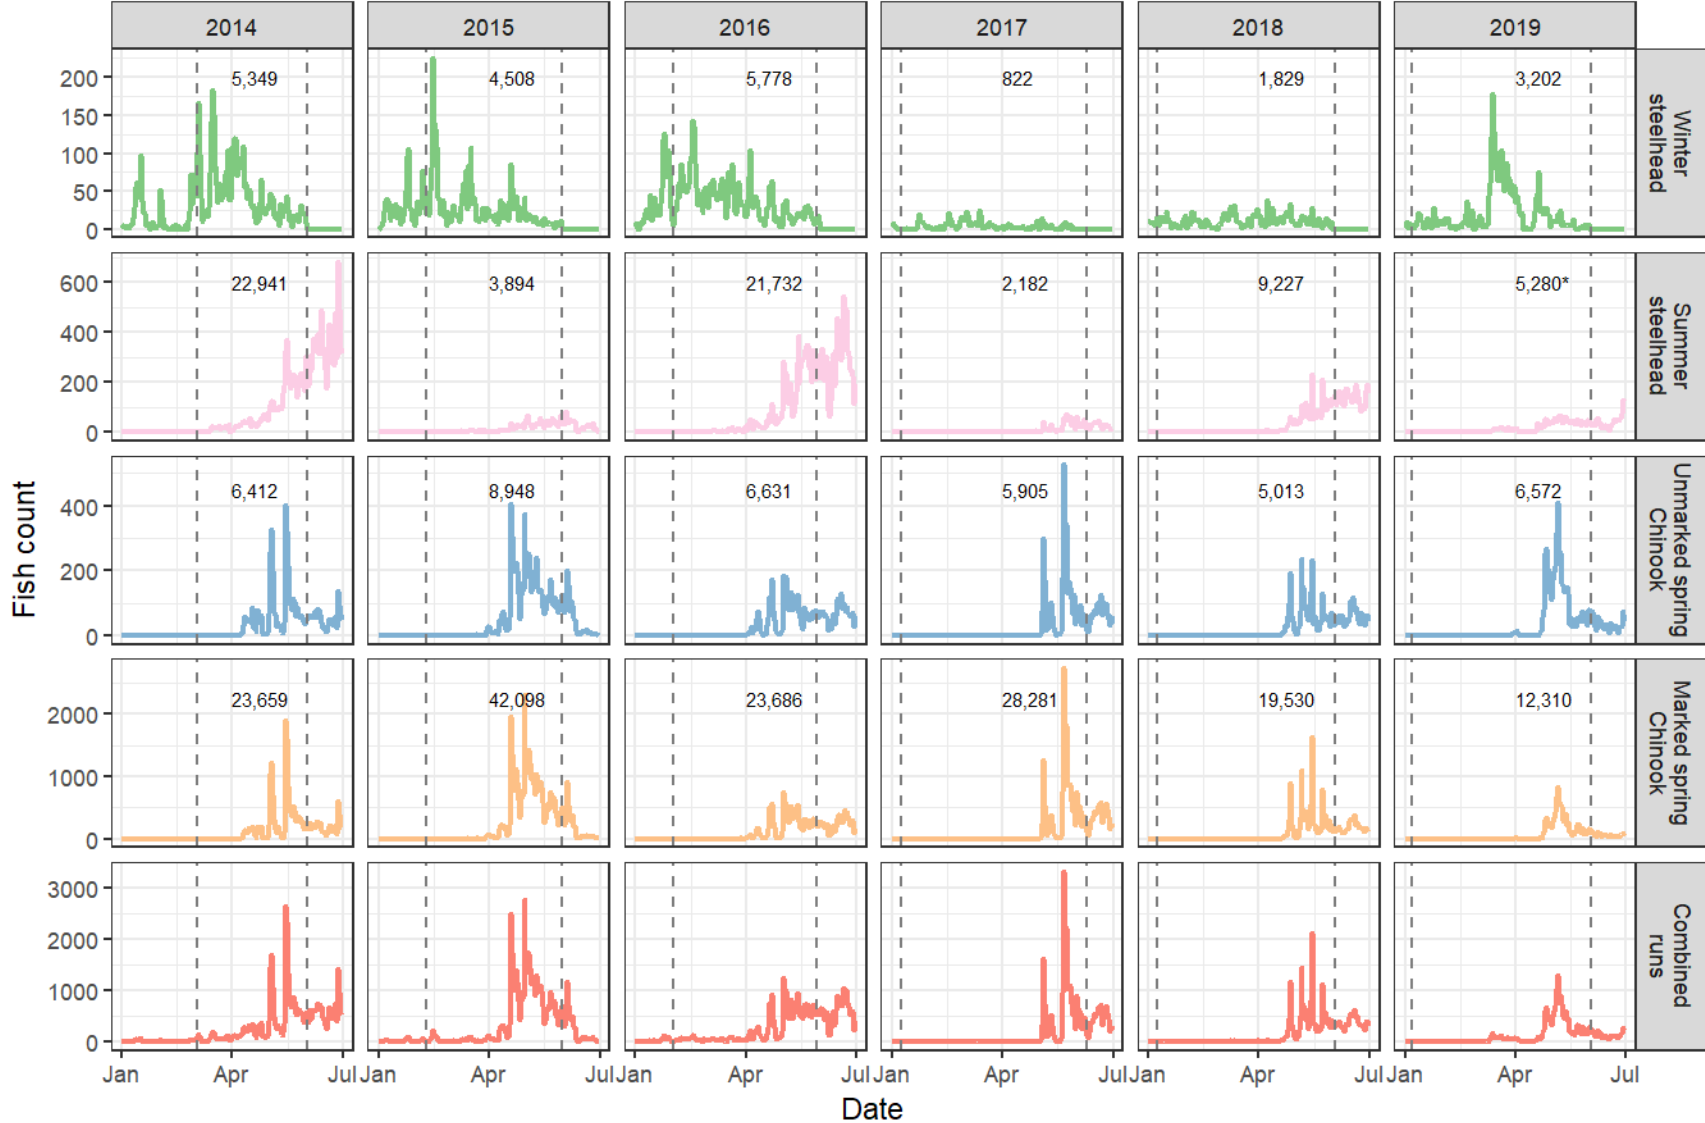 2014 2015 2016 2017 2018 2019
200
150
100
50
0
5,349 4,508 5,778 822 1,829 3,202
Winter
steelhead
600
400
200
0
22,941 3,894 21,732 2,182 9,227 5,280*
Summer
steelhead
Fish count
400
200
0
6,412 8,948 6,631 5,905 5,013 6,572
Unmarked spring
Chinook
2000
1000
0
23,659 42,098 23,686 28,281 19,530 12,310
Marked spring
Chinook
3000
2000
1000
0
Combined
runs
Jan Apr Jul Jan Apr Jul Jan Apr Jul Jan Apr Jul Jan Apr Jul Jan Apr Jul
Date